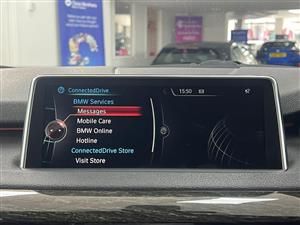 ConnectedDrive
15:50
BMW Services
Messages
Mobile Care
BMW Online
Hotline
ConnectedDrive Store
Visit Store